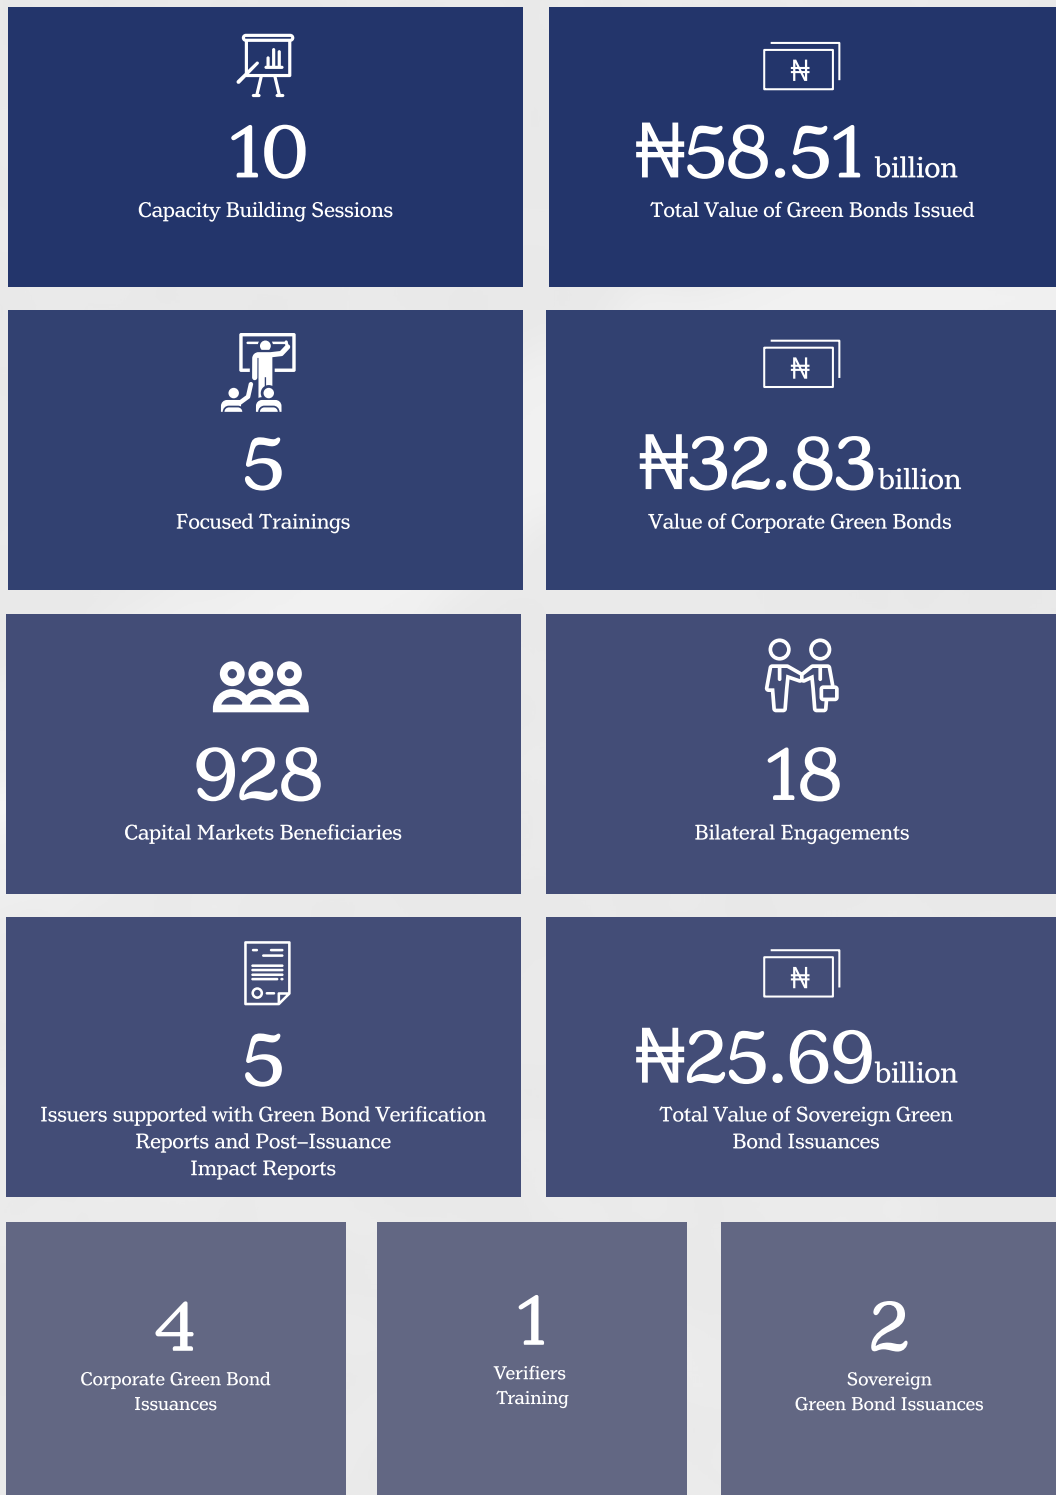 10
Capacity Building Sessions
₦
₦58.51 billion
Total Value of Green Bonds Issued
5
Focused Trainings
₦
₦32.83 billion
Value of Corporate Green Bonds
928
Capital Markets Beneficiaries
18
Bilateral Engagements
5
Issuers supported with Green Bond Verification
Reports and Post-Issuance
Impact Reports
₦
₦25.69 billion
Total Value of Sovereign Green
Bond Issuances
4
Corporate Green Bond
Issuances
1
Verifiers
Training
2
Sovereign
Green Bond Issuances